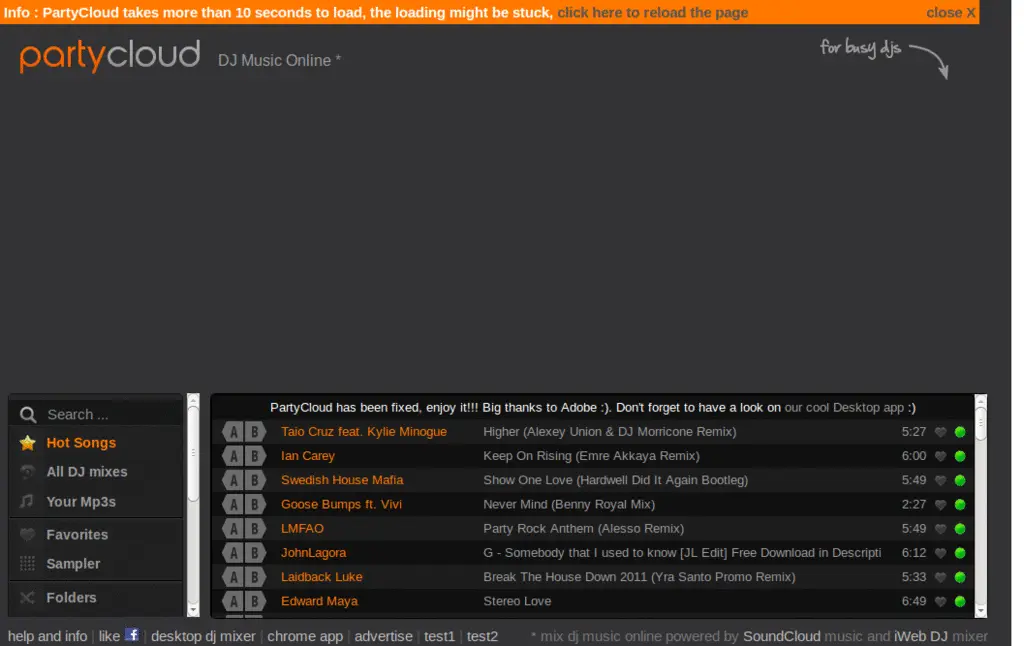 Info : PartyCloud takes more than 10 seconds to load, the loading might be stuck, click here to reload the page close X
partycloud DJ Music Online * for busy djs
PartyCloud has been fixed, enjoy it!!! Big thanks to Adobe :). Don't forget to have a look on our cool Desktop app :)
Search ...
Hot Songs
All DJ mixes
Your Mp3s
Favorites
Sampler
Folders
A B Taio Cruz feat. Kylie Minogue Higher (Alexey Union & DJ Morricone Remix) 5:27
A B Ian Carey Keep On Rising (Emre Akkaya Remix) 6:00
A B Swedish House Mafia Show One Love (Hardwell Did It Again Bootleg) 5:49
A B Goose Bumps ft. Vivi Never Mind (Benny Royal Mix) 2:27
A B LMFAO Party Rock Anthem (Alesso Remix) 5:49
A B JohnLagora G - Somebody that I used to know [JL Edit] Free Download in Descripti 6:12
A B Laidback Luke Break The House Down 2011 (Yra Santo Promo Remix) 5:33
A B Edward Maya Stereo Love 6:49
help and info | like f | desktop dj mixer | chrome app | advertise | test1 | test2 * mix dj music online powered by SoundCloud music and iWeb DJ mixer